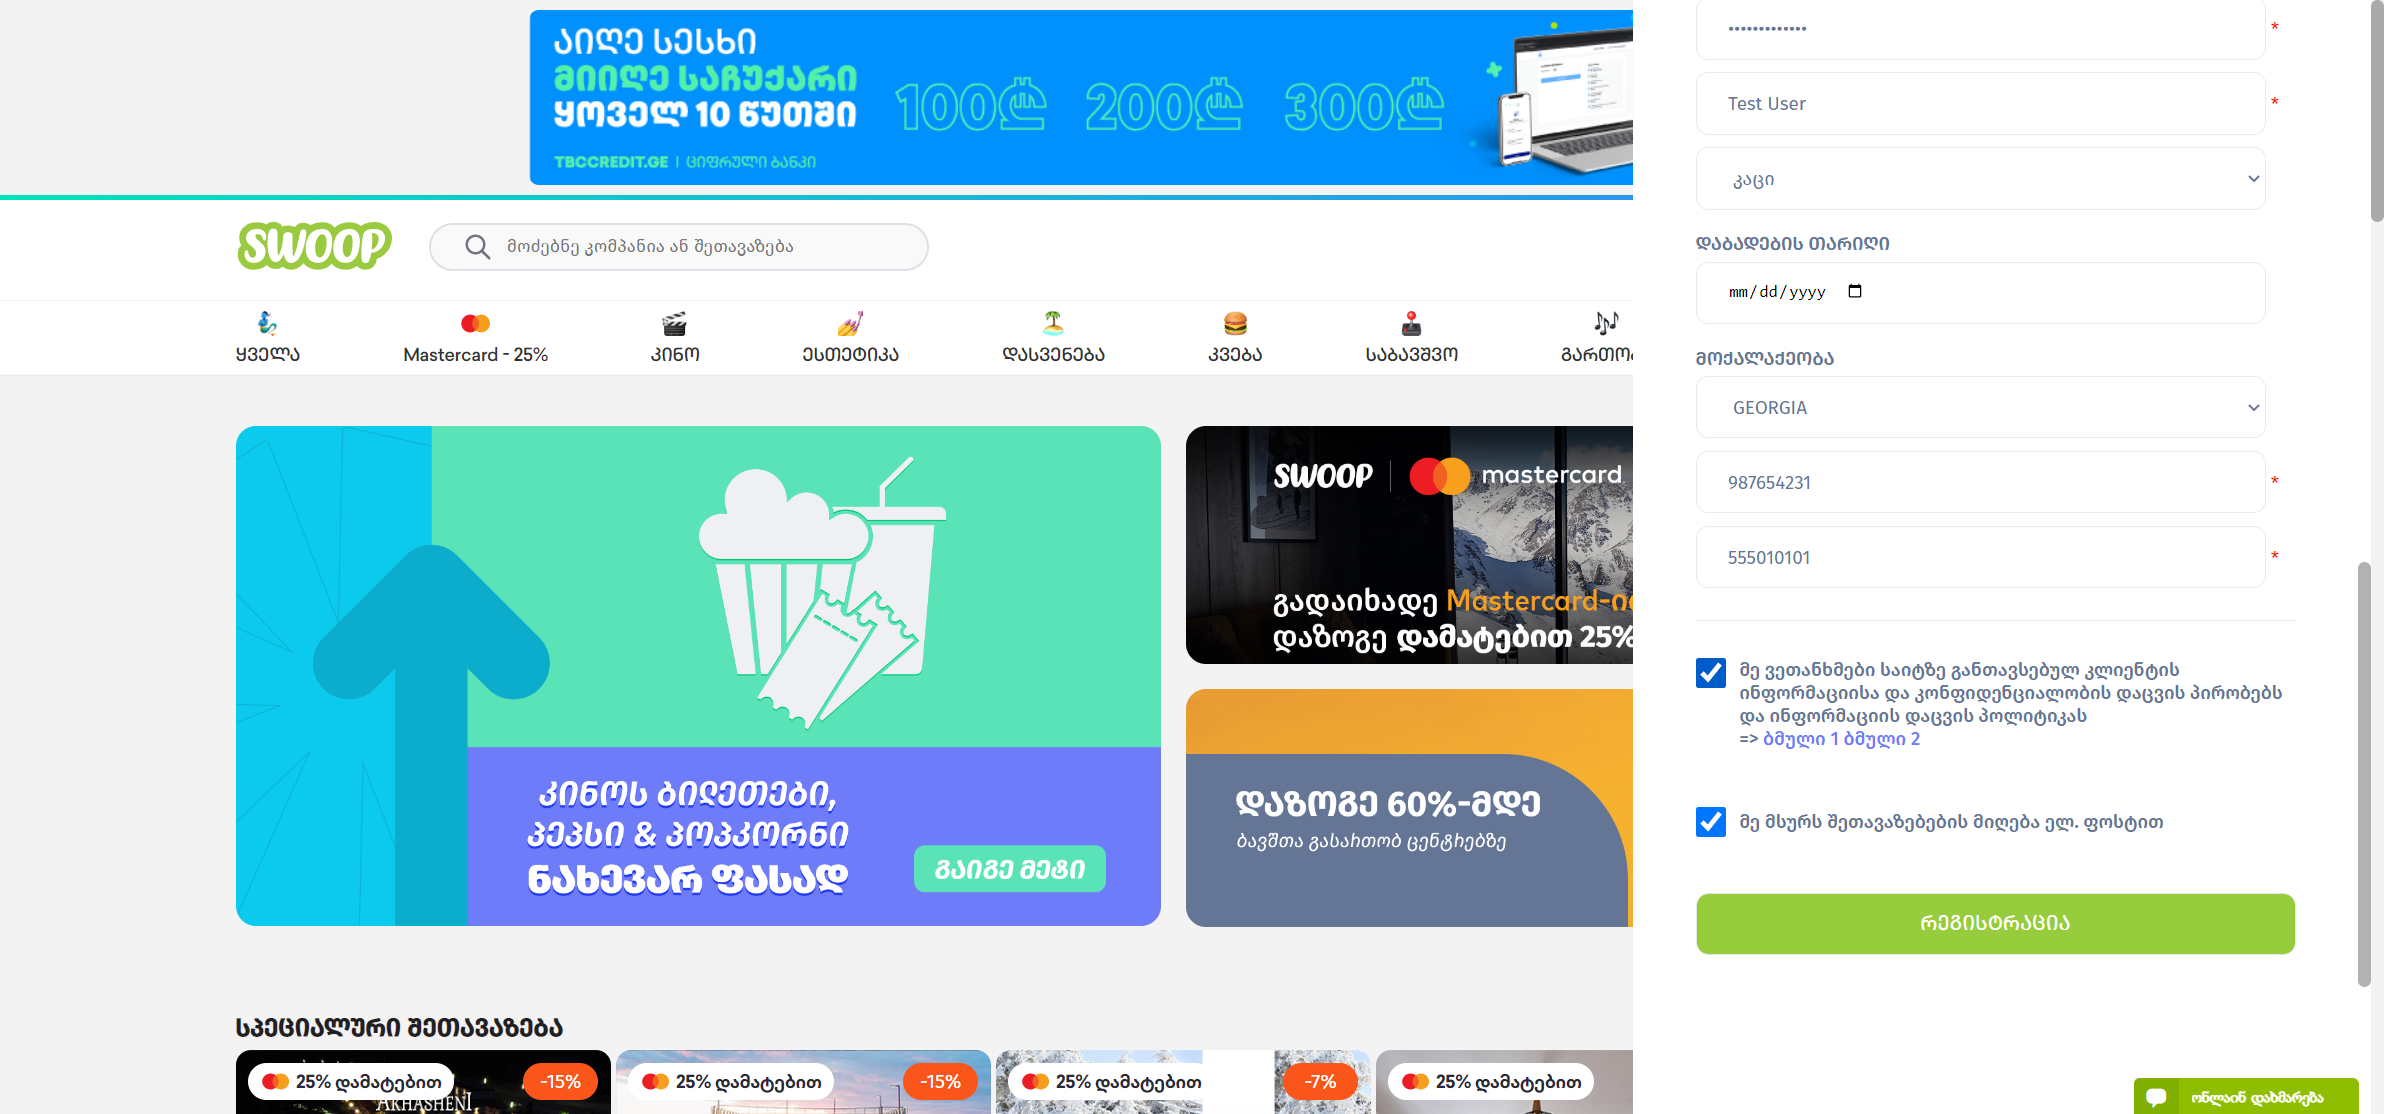 აიღე სესხი
მიიღე საჩუქარი
ყოველ 10 წუთში
100₾ 200₾ 300₾
TBCCREDIT.GE | ციფრული ბანკი
SWOOP
მოძებნე კომპანია ან შეთავაზება
ყველა
Mastercard - 25%
კინო
ესთეტიკა
დასვენება
კვება
საბავშვო
გართობ
კინოს ბილეთები,
პეპსი & პოპკორნი
ნახევარ ფასად
გაიგე მეტი
SWOOP | mastercard
გადაიხადე Mastercard-ით
დაზოგე დამატებით 25%
დაზოგე 60%-მდე
ბავშთა გასართობ ცენტრებზე
სპეციალური შეთავაზება
25% დამატებით -15%
AKHASHENI
25% დამატებით -15%
25% დამატებით -7%
25% დამატებით
••••••••••••• *
Test User *
კაცი
დაბადების თარიღი
mm/dd/yyyy
მოქალაქეობა
GEORGIA
987654231 *
555010101 *
მე ვეთანხმები საიტზე განთავსებულ კლიენტის
ინფორმაციისა და კონფიდენციალობის დაცვის პირობებს
და ინფორმაციის დაცვის პოლიტიკას
=> ბმული 1 ბმული 2
მე მსურს შეთავაზებების მიღება ელ. ფოსტით
რეგისტრაცია
ონლაინ დახმარება